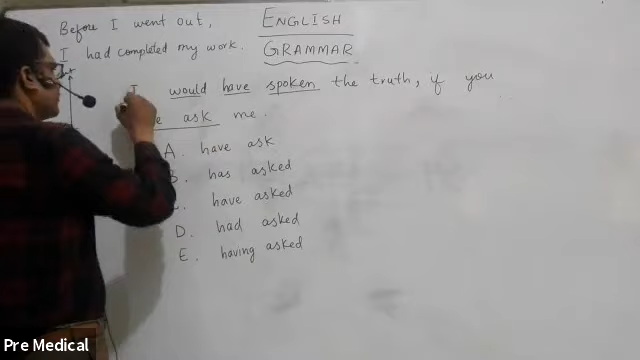 Before I went out,
I had completed my work.
ENGLISH
GRAMMAR
I would have spoken the truth, if you
ask me.
A. have ask
B. has asked
have asked
D. had asked
E. having asked
Pre Medical